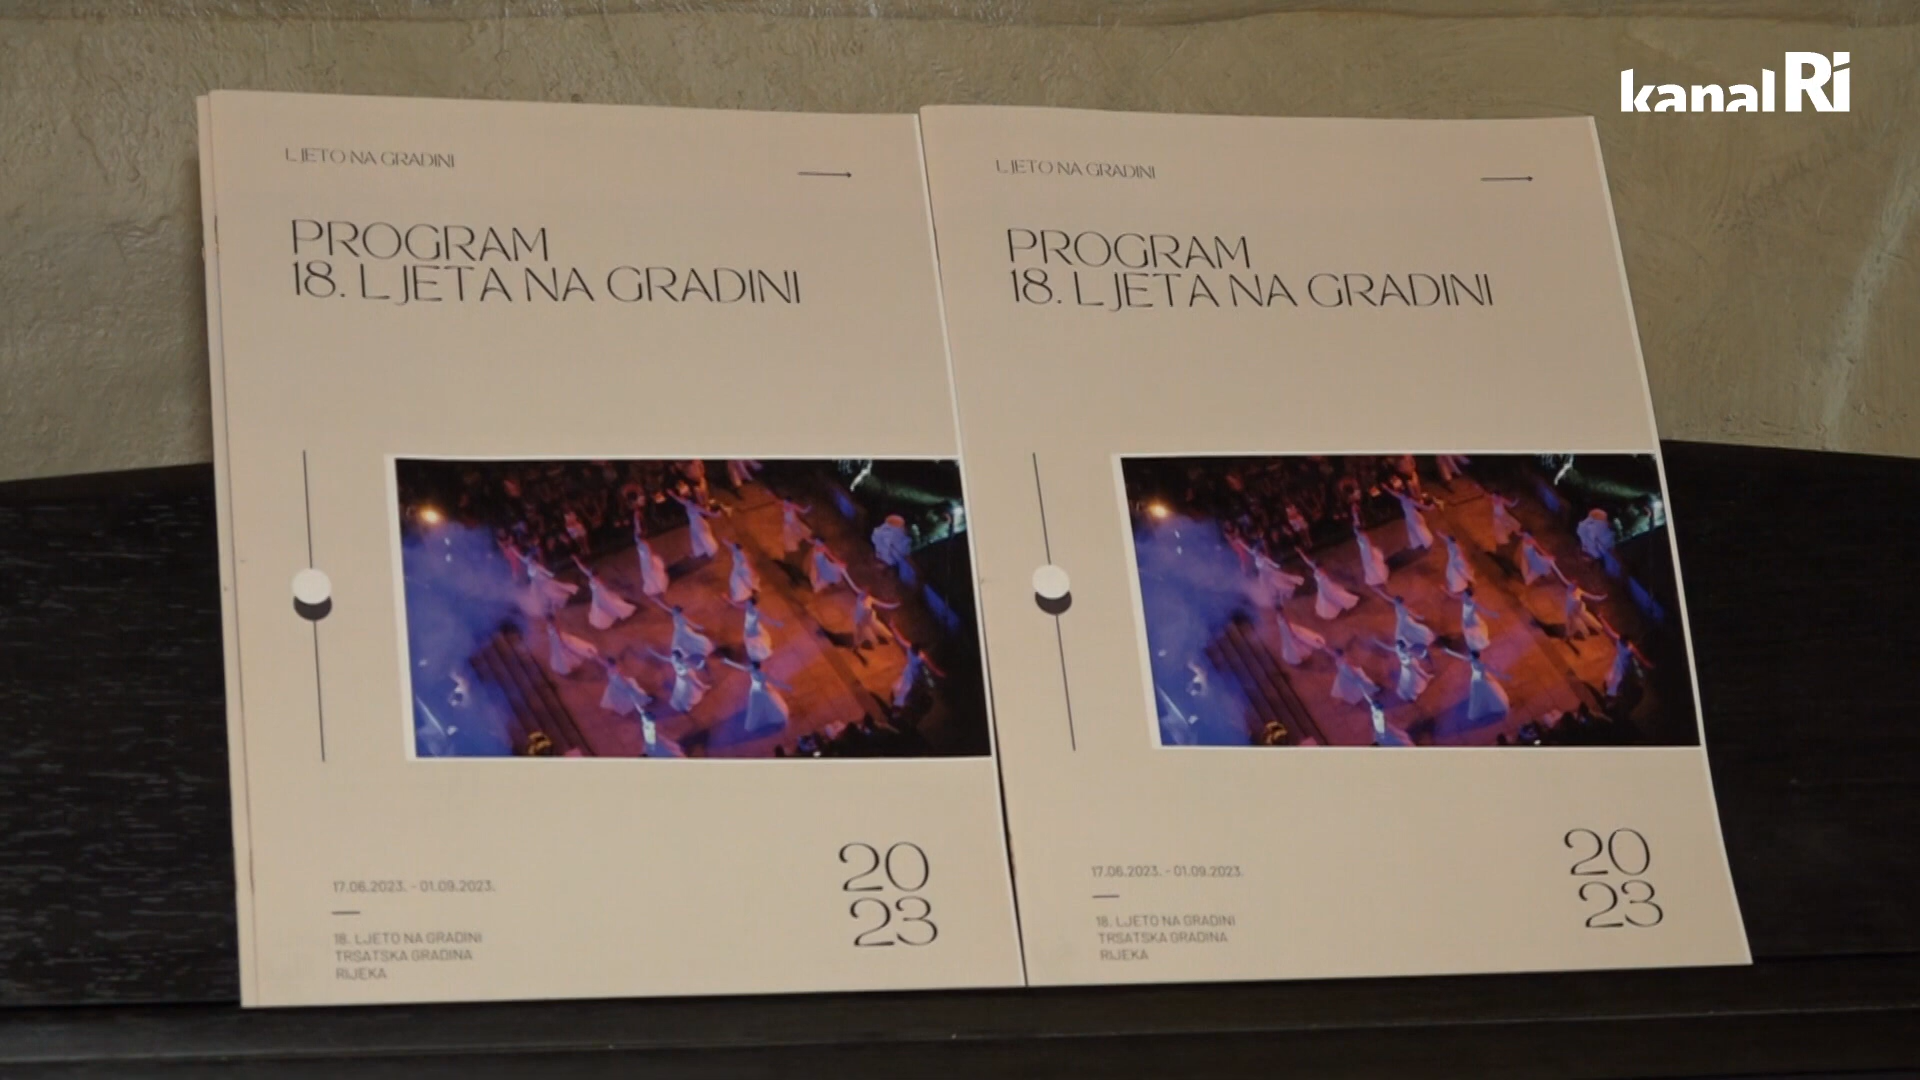 kanalRi
LJETO NA GRADINI
PROGRAM
18. LJETA NA GRADINI
17.06.2023. - 01.09.2023.
18. LJETO NA GRADINI
TRSATSKA GRADINA
RIJEKA
20
23
LJETO NA GRADINI
PROGRAM
18. LJETA NA GRADINI
17.06.2023. - 01.09.2023.
18. LJETO NA GRADINI
TRSATSKA GRADINA
RIJEKA
20
23